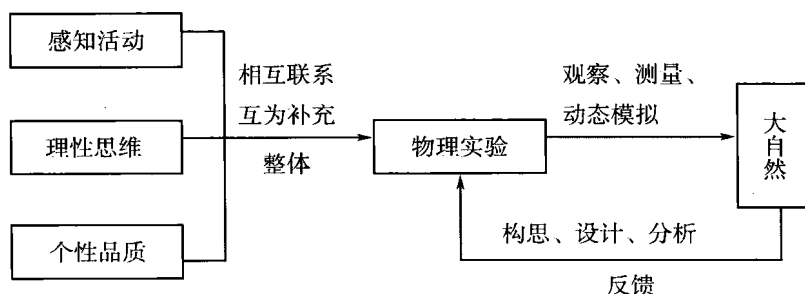 感知活动
理性思维
个性品质
相互联系
互为补充
整体
物理实验
观察、测量、
动态模拟
大自然
构思、设计、分析
反馈